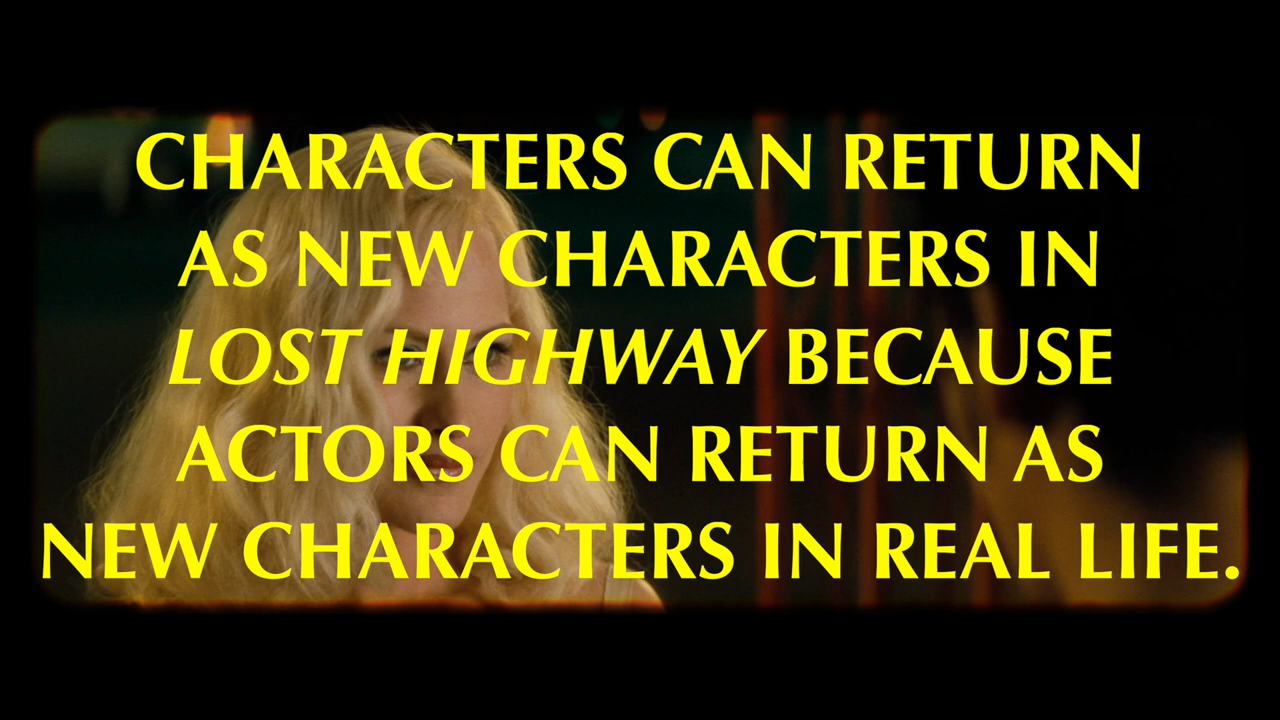 CHARACTERS CAN RETURN
AS NEW CHARACTERS IN
LOST HIGHWAY BECAUSE
ACTORS CAN RETURN AS
NEW CHARACTERS IN REAL LIFE.